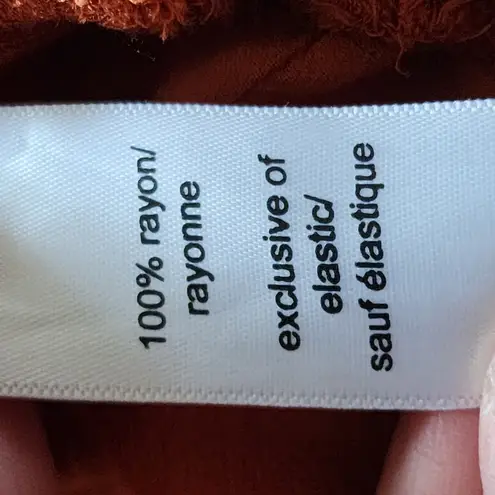 100% rayon/
rayonne
exclusive of
elastic/
sauf élastique